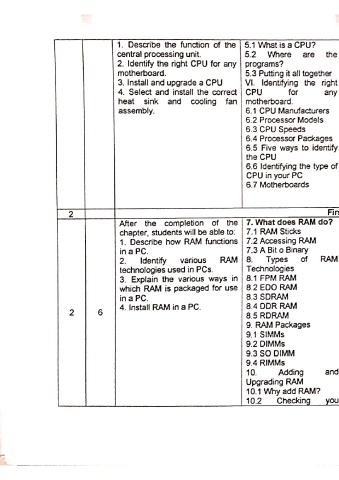 1. Describe the function of the
central processing unit.
2. Identify the right CPU for any
motherboard.
3. Install and upgrade a CPU
4. Select and install the correct
heat sink and cooling fan
assembly.
5.1 What is a CPU?
5.2 Where are the
programs?
5.3 Putting it all together
VI. Identifying the right
CPU for any
motherboard.
6.1 CPU Manufacturers
6.2 Processor Models
6.3 CPU Speeds
6.4 Processor Packages
6.5 Five ways to identify
the CPU
6.6 Identifying the type of
CPU in your PC
6.7 Motherboards
2
Fin
2
6
After the completion of the
chapter, students will be able to:
1. Describe how RAM functions
in a PC.
2. Identify various RAM
technologies used in PCs.
3. Explain the various ways in
which RAM is packaged for use
in a PC.
4. Install RAM in a PC.
7. What does RAM do?
7.1 RAM Sticks
7.2 Accessing RAM
7.3 A Bit o Binary
8. Types of RAM
Technologies
8.1 FPM RAM
8.2 EDO RAM
8.3 SDRAM
8.4 DDR RAM
8.5 RDRAM
9. RAM Packages
9.1 SIMMs
9.2 DIMMs
9.3 SO DIMM
9.4 RIMMs
10. Adding and
Upgrading RAM
10.1 Why add RAM?
10.2 Checking you